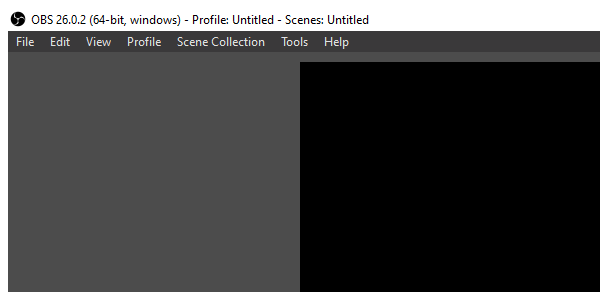 OBS 26.0.2 (64-bit, windows) - Profile: Untitled - Scenes: Untitled
File Edit View Profile Scene Collection Tools Help